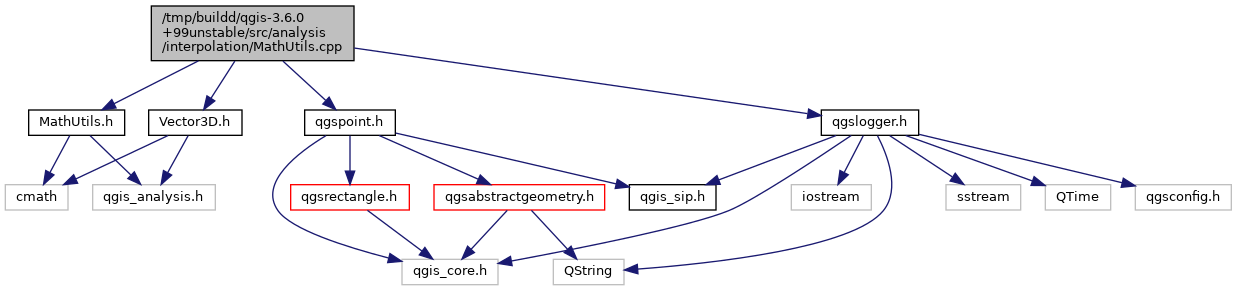 /tmp/buildd/qgis-3.6.0
+99unstable/src/analysis
/interpolation/MathUtils.cpp
MathUtils.h
Vector3D.h
qgspoint.h
qgslogger.h
cmath
qgis_analysis.h
qgsrectangle.h
qgsabstractgeometry.h
qgis_sip.h
iostream
sstream
QTime
qgsconfig.h
qgis_core.h
QString